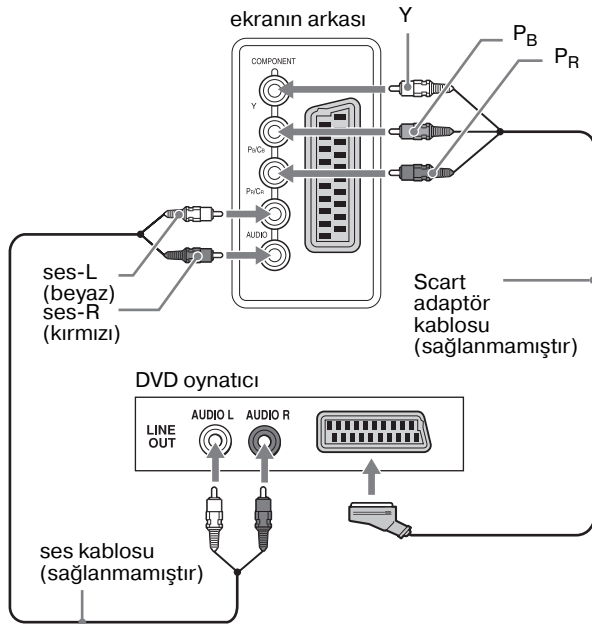 ekranın arkası
Y
PB
PR
COMPONENT
Y
PB/CB
PR/CR
AUDIO
ses-L
(beyaz)
ses-R
(kırmızı)
Scart
adaptör
kablosu
(sağlanmamıştır)
DVD oynatıcı
LINE
OUT
AUDIO L
AUDIO R
ses kablosu
(sağlanmamıştır)